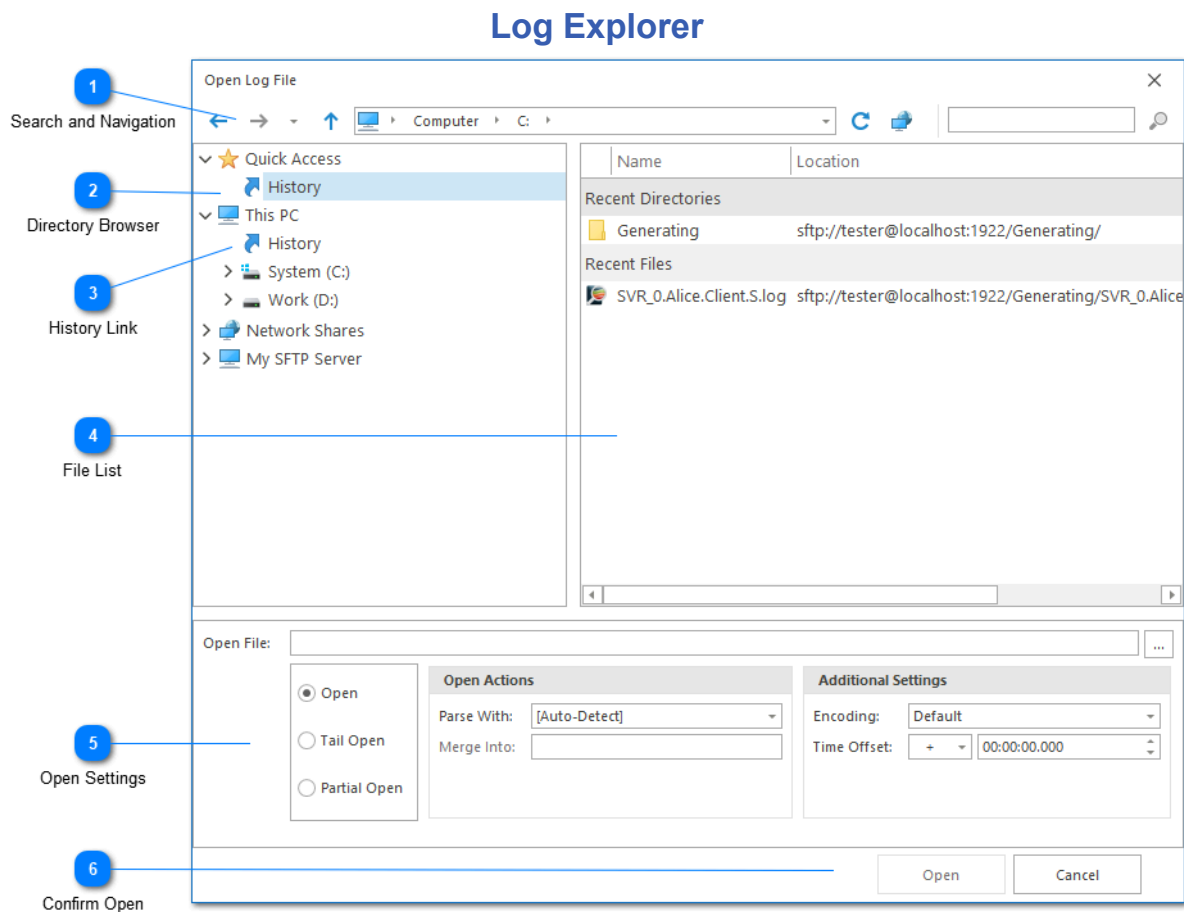 Log Explorer
1
Search and Navigation
2
Directory Browser
3
History Link
4
File List
5
Open Settings
6
Confirm Open
Open Log File
Computer
C:
Quick Access
History
This PC
History
System (C:)
Work (D:)
Network Shares
My SFTP Server
Name Location
Recent Directories
Generating sftp://tester@localhost:1922/Generating/
Recent Files
SVR_0.Alice.Client.S.log sftp://tester@localhost:1922/Generating/SVR_0.Alice
Open File: ...
Open
Tail Open
Partial Open
Open Actions
Parse With: [Auto-Detect]
Merge Into:
Additional Settings
Encoding: Default
Time Offset: + 00:00:00.000
Open Cancel